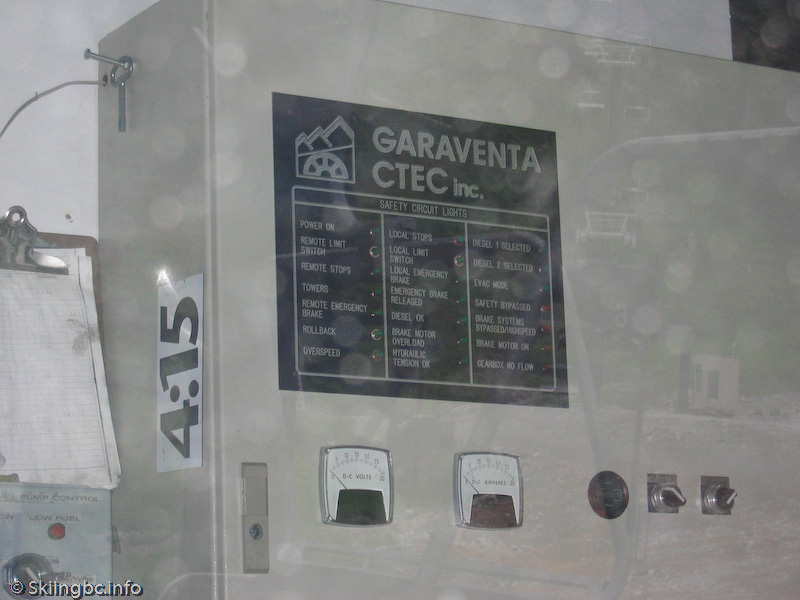 GARAVENTA
CTEC inc.
SAFETY CIRCUIT LIGHTS
POWER ON
REMOTE LIMIT
SWITCH
REMOTE STOPS
TOWERS
REMOTE EMERGENCY
BRAKE
ROLLBACK
OVERSPEED
LOCAL STOPS
LOCAL LIMIT
SWITCH
LOCAL EMERGENCY
BRAKE
EMERGENCY BRAKE
RELEASED
DIESEL OK
BRAKE MOTOR
OVERLOAD
HYDRAULIC
TENSION OK
DIESEL 1 SELECTED
DIESEL 2 SELECTED
EVAC MODE
SAFETY BYPASSED
BRAKE SYSTEMS
BYPASSED/HIGHSPEED
BRAKE MOTOR ON
GEARBOX NO FLOW
4:15
D-C VOLTS
D-C AMPERES
PUMP CONTROL
LOW FUEL
© Skiingbc.info